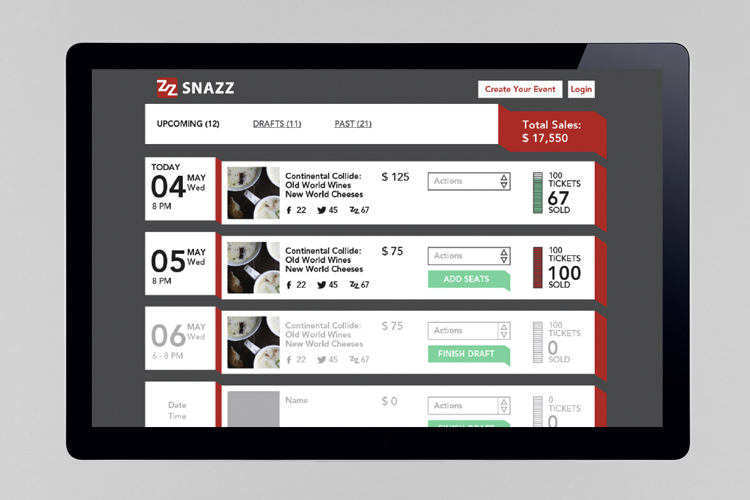 ZZ SNAZZ
Create Your Event
Login
UPCOMING (12)
DRAFTS (11)
PAST (21)
Total Sales:
$ 17,550
TODAY
04 MAY
Wed
8 PM
Continental Collide:
Old World Wines
New World Cheeses
22 45 ZZ 67
$ 125
Actions
100
TICKETS
67
SOLD
05 MAY
Wed
8 PM
Continental Collide:
Old World Wines
New World Cheeses
22 45 ZZ 67
$ 75
Actions
ADD SEATS
100
TICKETS
100
SOLD
06 MAY
Wed
6 - 8 PM
Continental Collide:
Old World Wines
New World Cheeses
22 45 ZZ 67
$ 75
Actions
FINISH DRAFT
100
TICKETS
0
SOLD
Date
Time
Name
$ 0
Actions
FINISH DRAFT
0
TICKETS
0